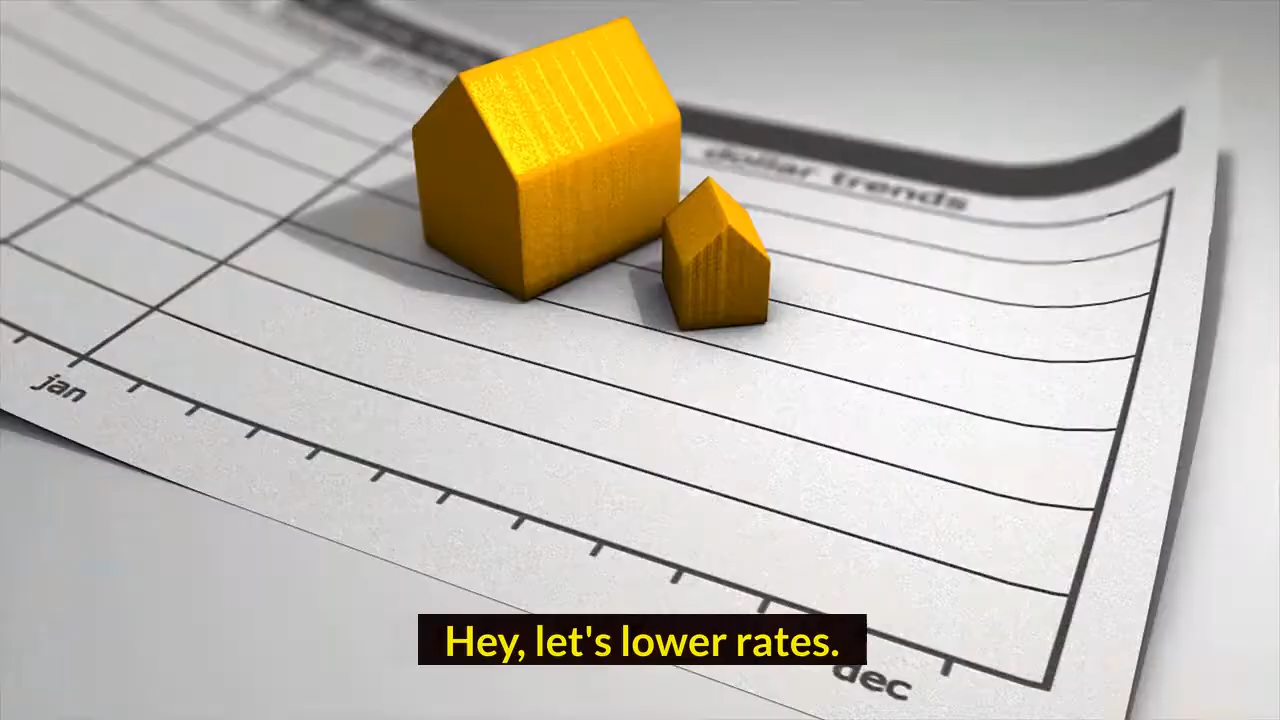 dollar trends
jan
Hey, let's lower rates.
dec